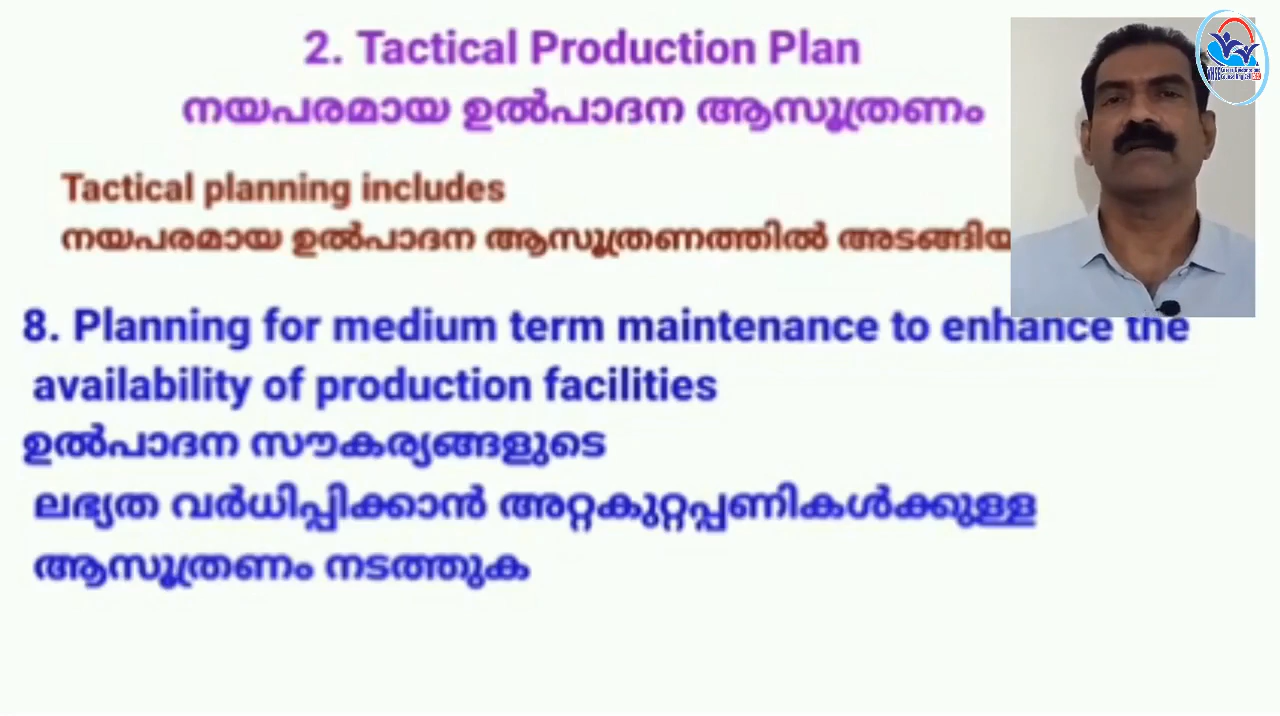 2. Tactical Production Plan
നയപരമായ ഉൽപാദന ആസൂത്രണം
Tactical planning includes
നയപരമായ ഉൽപാദന ആസൂത്രണത്തിൽ അടങ്ങിയ
8. Planning for medium term maintenance to enhance the
availability of production facilities
ഉൽപാദന സൗകര്യങ്ങളുടെ
ലഭ്യത വർധിപ്പിക്കാൻ അറ്റകുറ്റപ്പണികൾക്കുള്ള
ആസൂത്രണം നടത്തുക